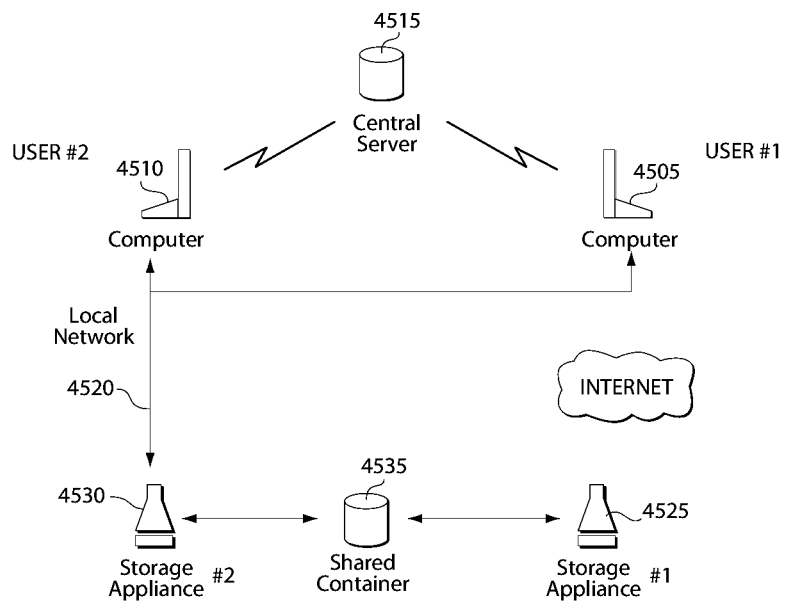 4515
Central
Server
USER #2
4510
Computer
USER #1
4505
Computer
Local
Network
4520
INTERNET
4530
Storage
Appliance #2
4535
Shared
Container
4525
Storage
Appliance #1